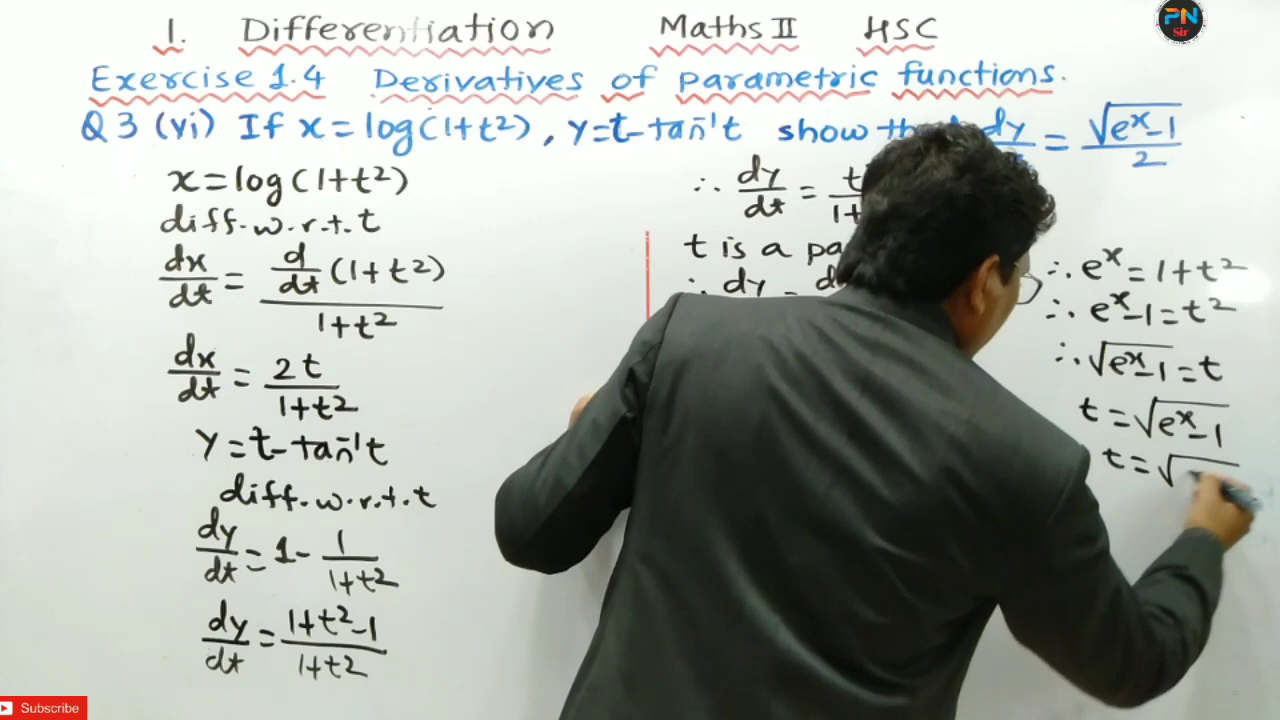 1. Differentiation Maths II HSC
PN
Sir
Exercise 1.4 Derivatives of parametric functions.
Q 3 (vi) If x = log(1+t²), y=t-tan⁻¹t show dy = √eˣ-1 / 2
x = log(1+t²)
diff. w.r.t. t
dx/dt = d/dt (1+t²) / 1+t²
dx/dt = 2t / 1+t²
y = t-tan⁻¹t
diff. w.r.t. t
dy/dt = 1 - 1 / 1+t²
dy/dt = 1+t²-1 / 1+t²
∴ dy/dt =
t is a
∴ dy =
∴ eˣ = 1+t²
∴ eˣ-1 = t²
∴ √eˣ-1 = t
t = √eˣ-1
t = √
Subscribe